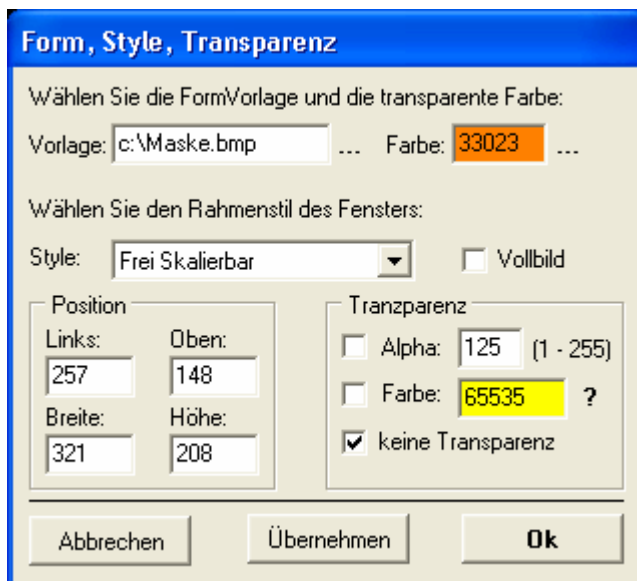 Form, Style, Transparenz
Wählen Sie die FormVorlage und die transparente Farbe:
Vorlage: c:\Maske.bmp ... Farbe: 33023 ...
Wählen Sie den Rahmenstil des Fensters:
Style: Frei Skalierbar Vollbild
Position
Links: Oben:
257 148
Breite: Höhe:
321 208
Tranzparenz
Alpha: 125 (1 - 255)
Farbe: 65535 ?
keine Transparenz
Abbrechen Übernehmen Ok